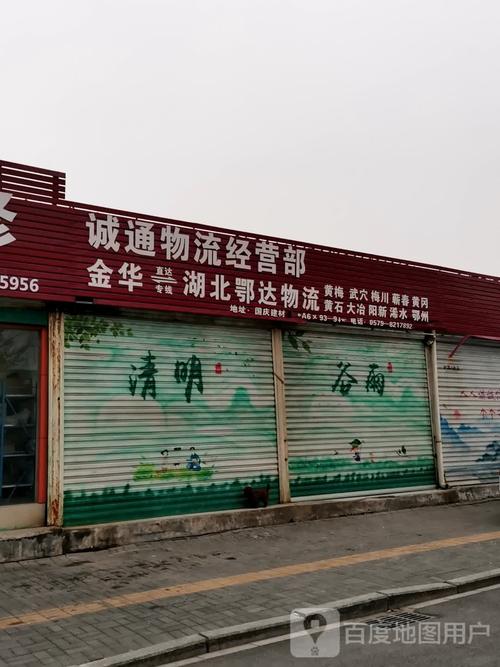 诚通物流经营部
金华 直达 专线 湖北鄂达物流 黄梅 武穴 梅川 蕲春 黄冈
黄石 大冶 阳新 浠水 鄂州
地址: 国庆建材
电话: 0579-8217892
5956
清明
谷雨
百度地图用户